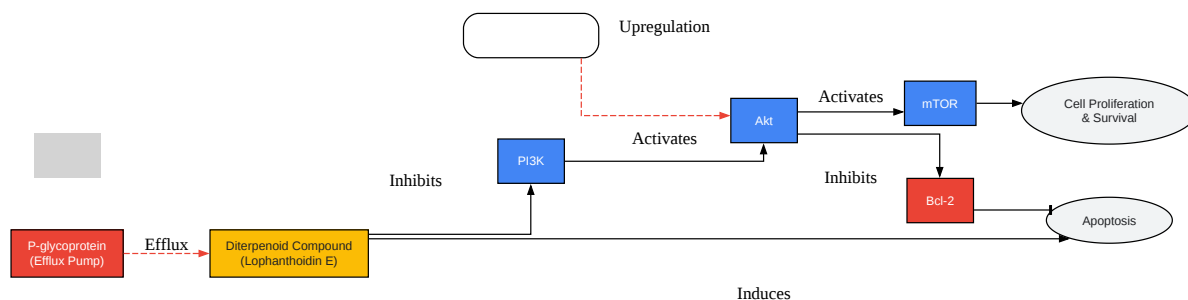 Upregulation
Activates
mTOR
Cell Proliferation
& Survival
Akt
Activates
PI3K
Inhibits
Inhibits
Bcl-2
Apoptosis
P-glycoprotein
(Efflux Pump)
Efflux
Diterpenoid Compound
(Lophanthoidin E)
Induces